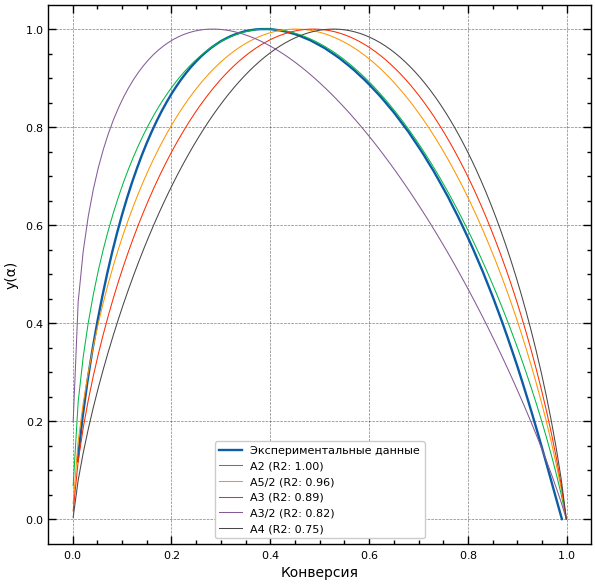 y(α)
1.0
0.8
0.6
0.4
0.2
0.0
Экспериментальные данные
A2 (R2: 1.00)
A5/2 (R2: 0.96)
A3 (R2: 0.89)
A3/2 (R2: 0.82)
A4 (R2: 0.75)
0.0 0.2 0.4 0.6 0.8 1.0
Конверсия